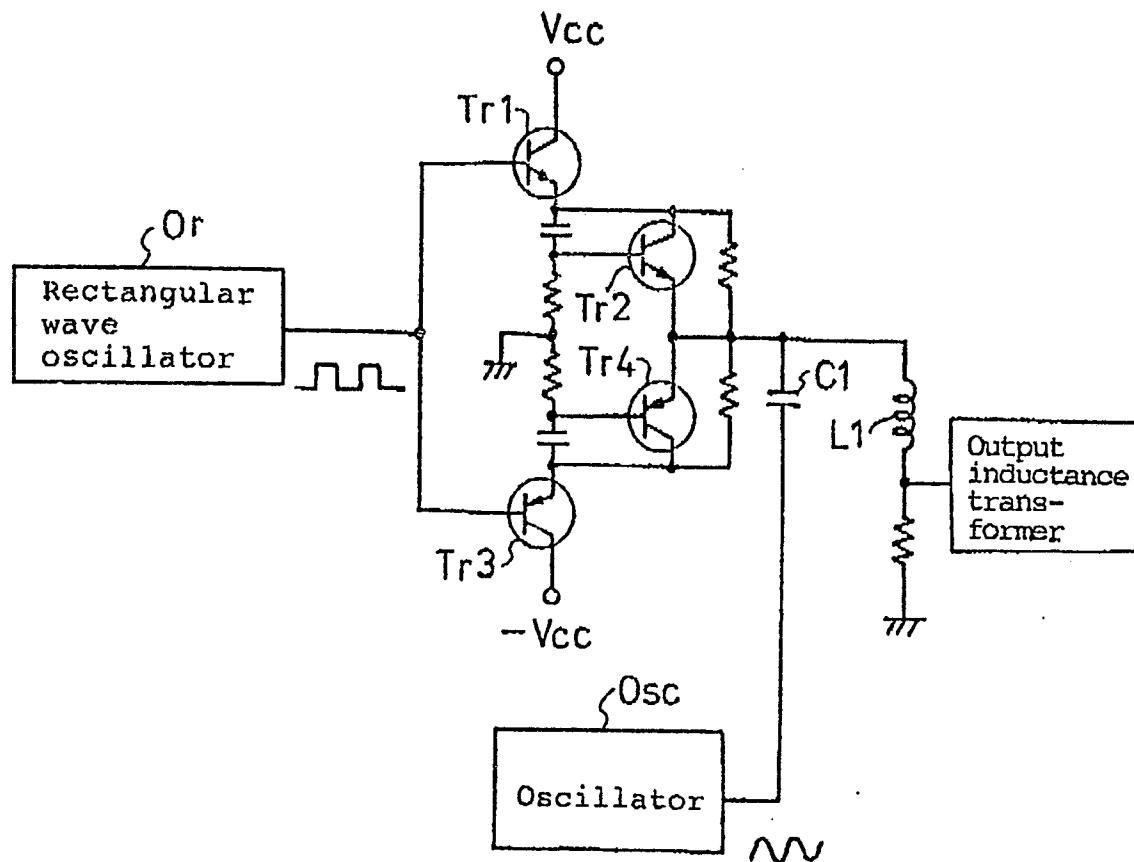 Vcc
Tr1
Or
Rectangular
wave
oscillator
Tr2
Tr4
C1
L1
Output
inductance
trans-
former
Tr3
-Vcc
Osc
Oscillator